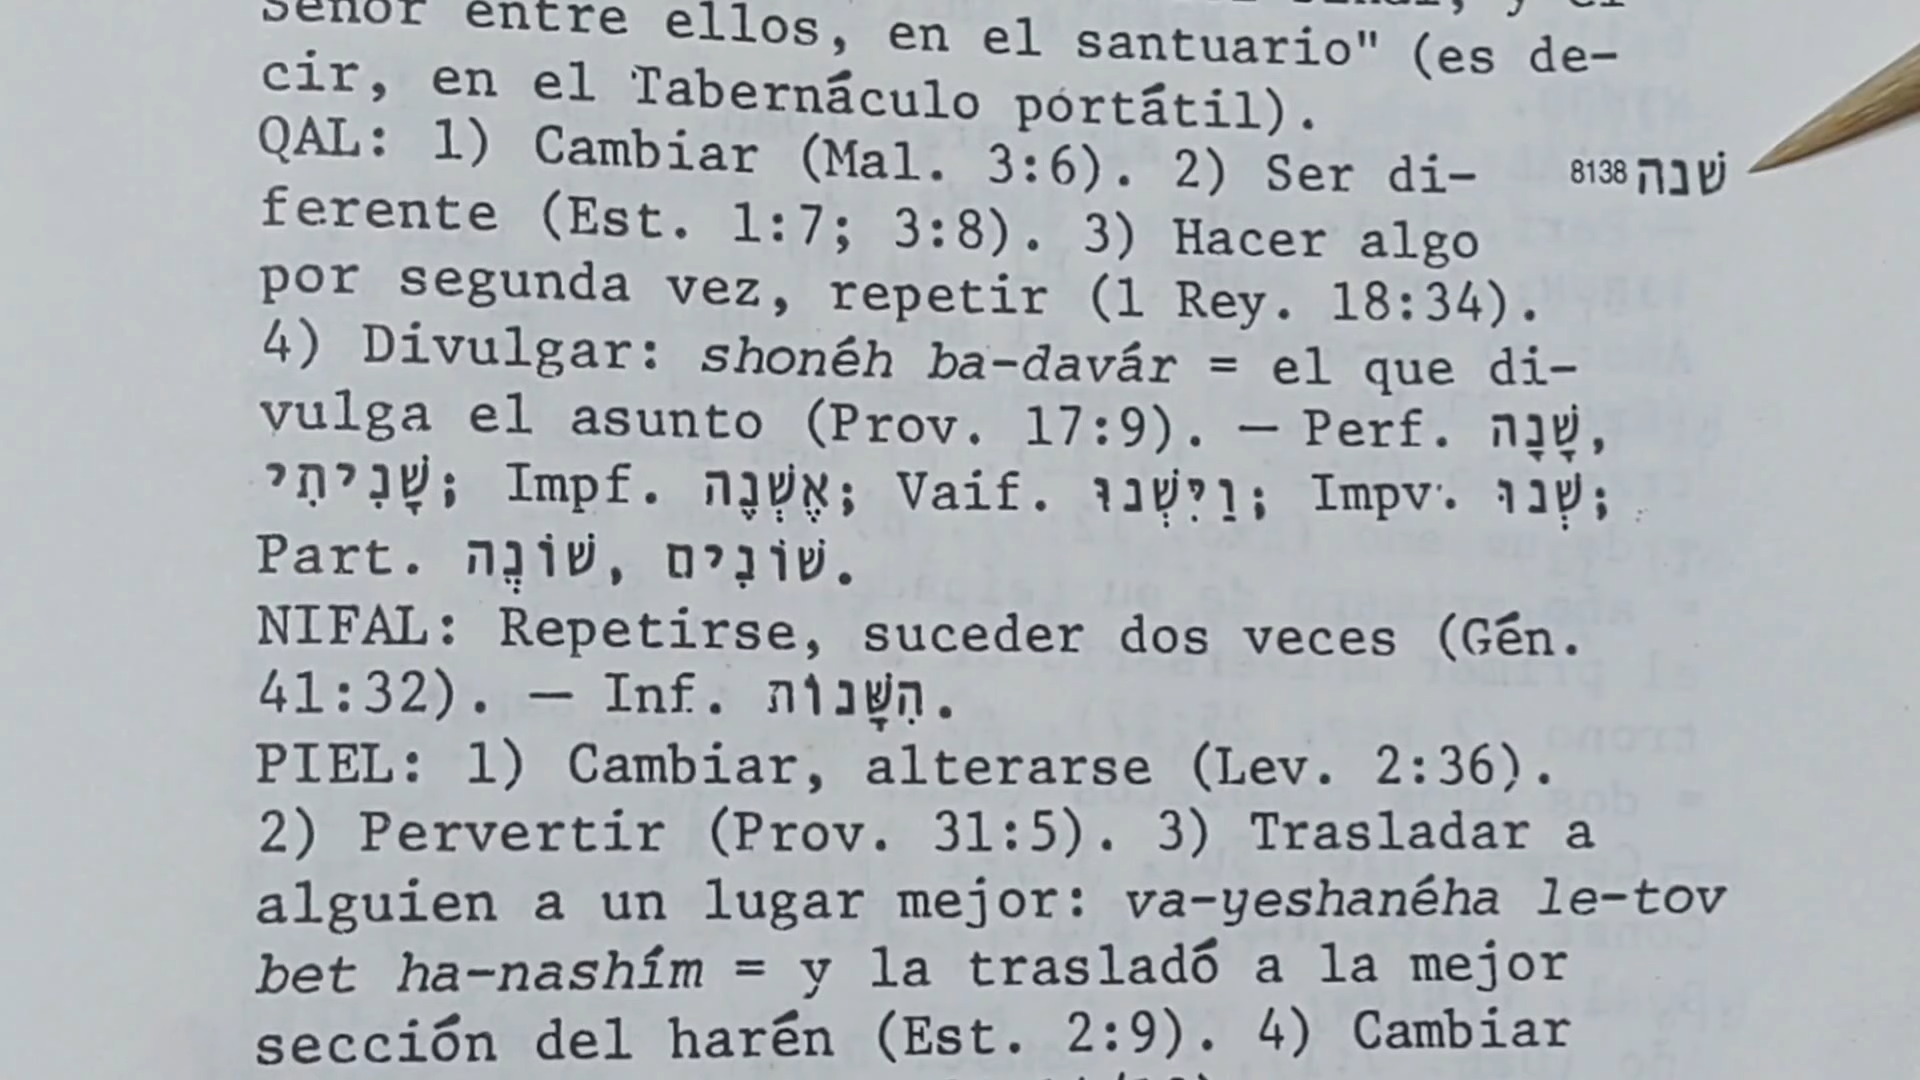 Señor entre ellos, en el santuario" (es de-
cir, en el Tabernáculo portátil).
QAL: 1) Cambiar (Mal. 3:6). 2) Ser di- 8138 שׁנה
ferente (Est. 1:7; 3:8). 3) Hacer algo
por segunda vez, repetir (1 Rey. 18:34).
4) Divulgar: shonéh ba-davár = el que di-
vulga el asunto (Prov. 17:9). — Perf. שָׁנָה,
שָׁנִיתִי; Impf. אֶשְׁנֶה; Vaif. וַיִּשְׁנוּ; Impv. שְׁנוּ;
Part. שׁוֹנֶה, שׁוֹנִים.
NIFAL: Repetirse, suceder dos veces (Gén.
41:32). — Inf. הִשָּׁנוֹת.
PIEL: 1) Cambiar, alterarse (Lev. 2:36).
2) Pervertir (Prov. 31:5). 3) Trasladar a
alguien a un lugar mejor: va-yeshanéha le-tov
bet ha-nashím = y la trasladó a la mejor
sección del harén (Est. 2:9). 4) Cambiar